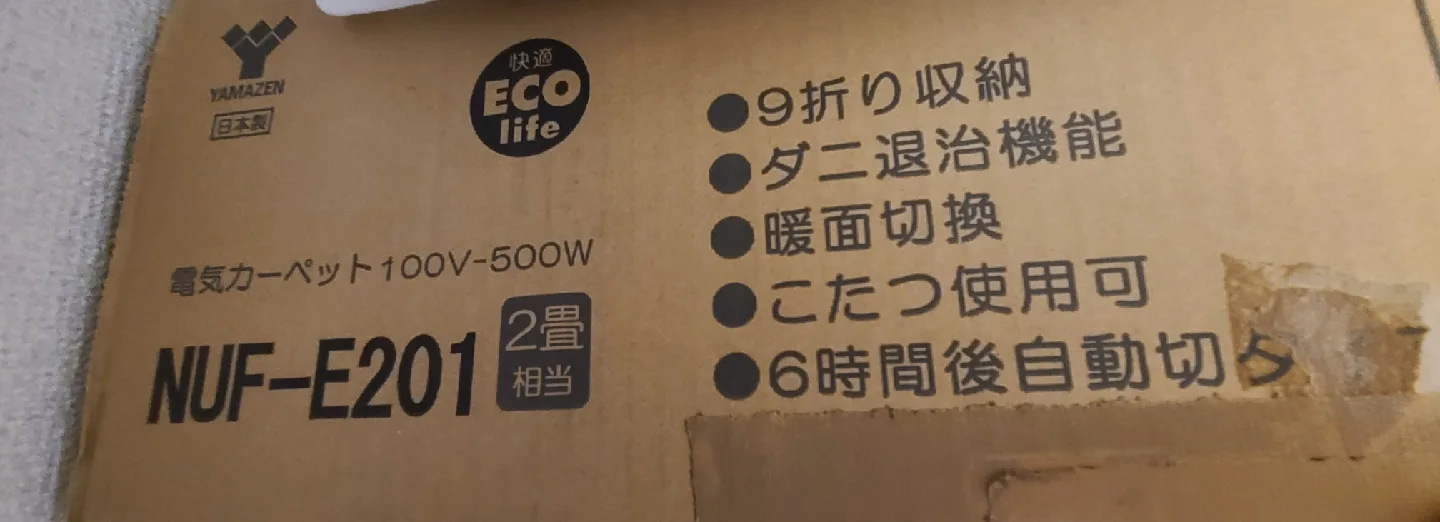 YAMAZEN
日本製
快適
ECO
life
電気カーペット100V-500W
NUF-E201
2畳
相当
●9折り収納
●ダニ退治機能
●暖面切換
●こたつ使用可
●6時間後自動切タ